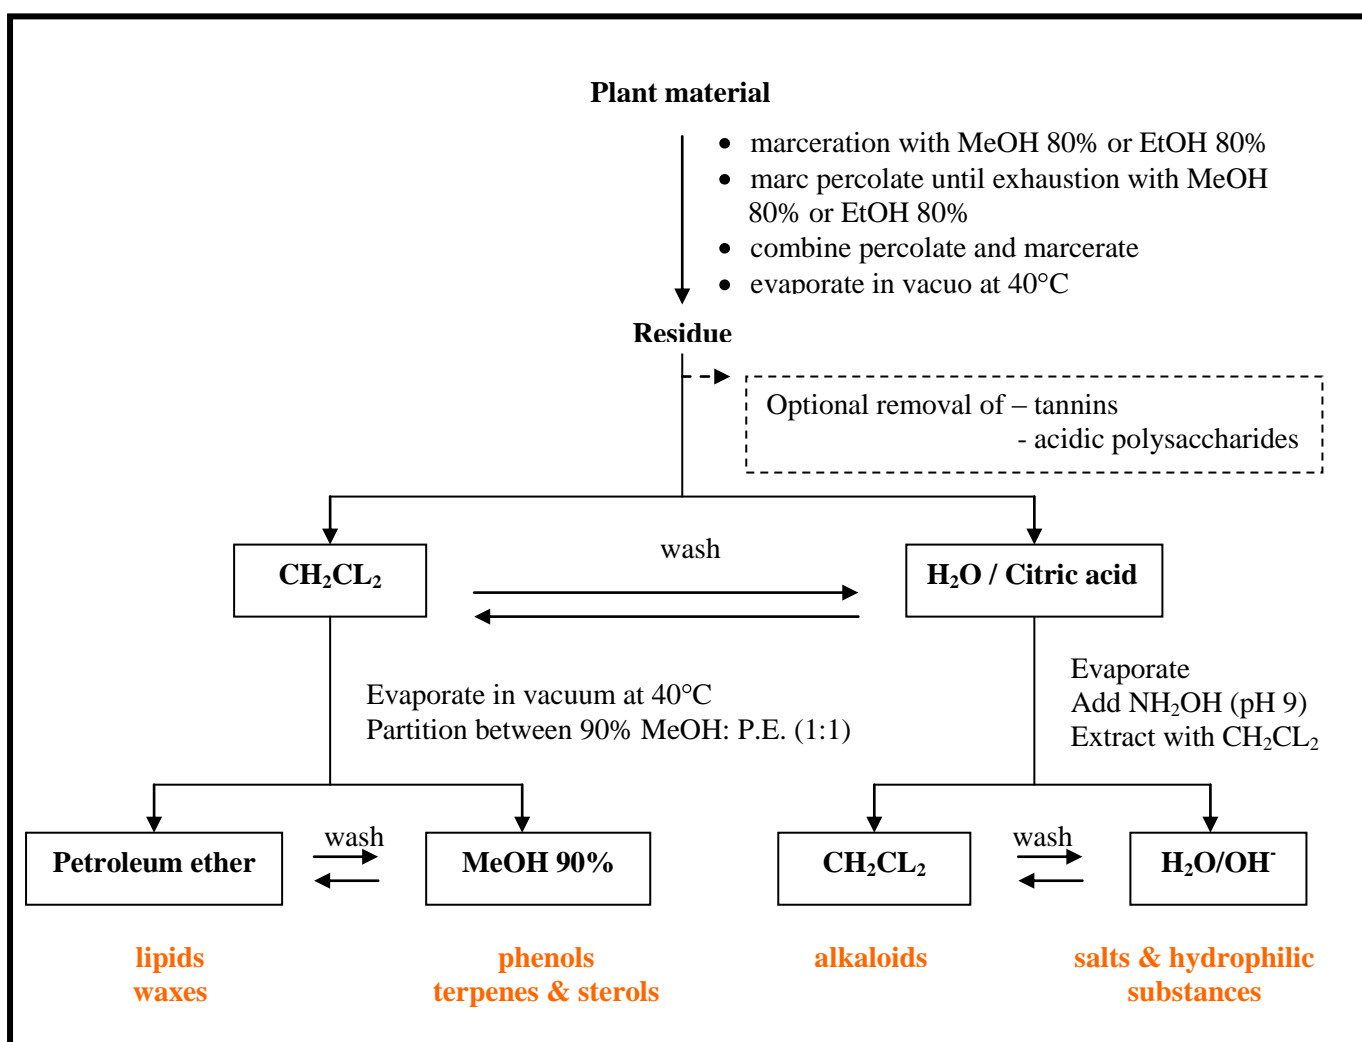 Plant material
• marceration with MeOH 80% or EtOH 80%
• marc percolate until exhaustion with MeOH
80% or EtOH 80%
• combine percolate and marcerate
• evaporate in vacuo at 40°C
Residue
Optional removal of – tannins
- acidic polysaccharides
wash
CH₂CL₂
H₂O / Citric acid
Evaporate in vacuum at 40°C
Partition between 90% MeOH: P.E. (1:1)
Evaporate
Add NH₂OH (pH 9)
Extract with CH₂CL₂
Petroleum ether
wash
MeOH 90%
CH₂CL₂
wash
H₂O/OH⁻
lipids
waxes
phenols
terpenes & sterols
alkaloids
salts & hydrophilic
substances